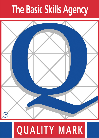 The Basic Skills Agency
Q
QUALITY MARK